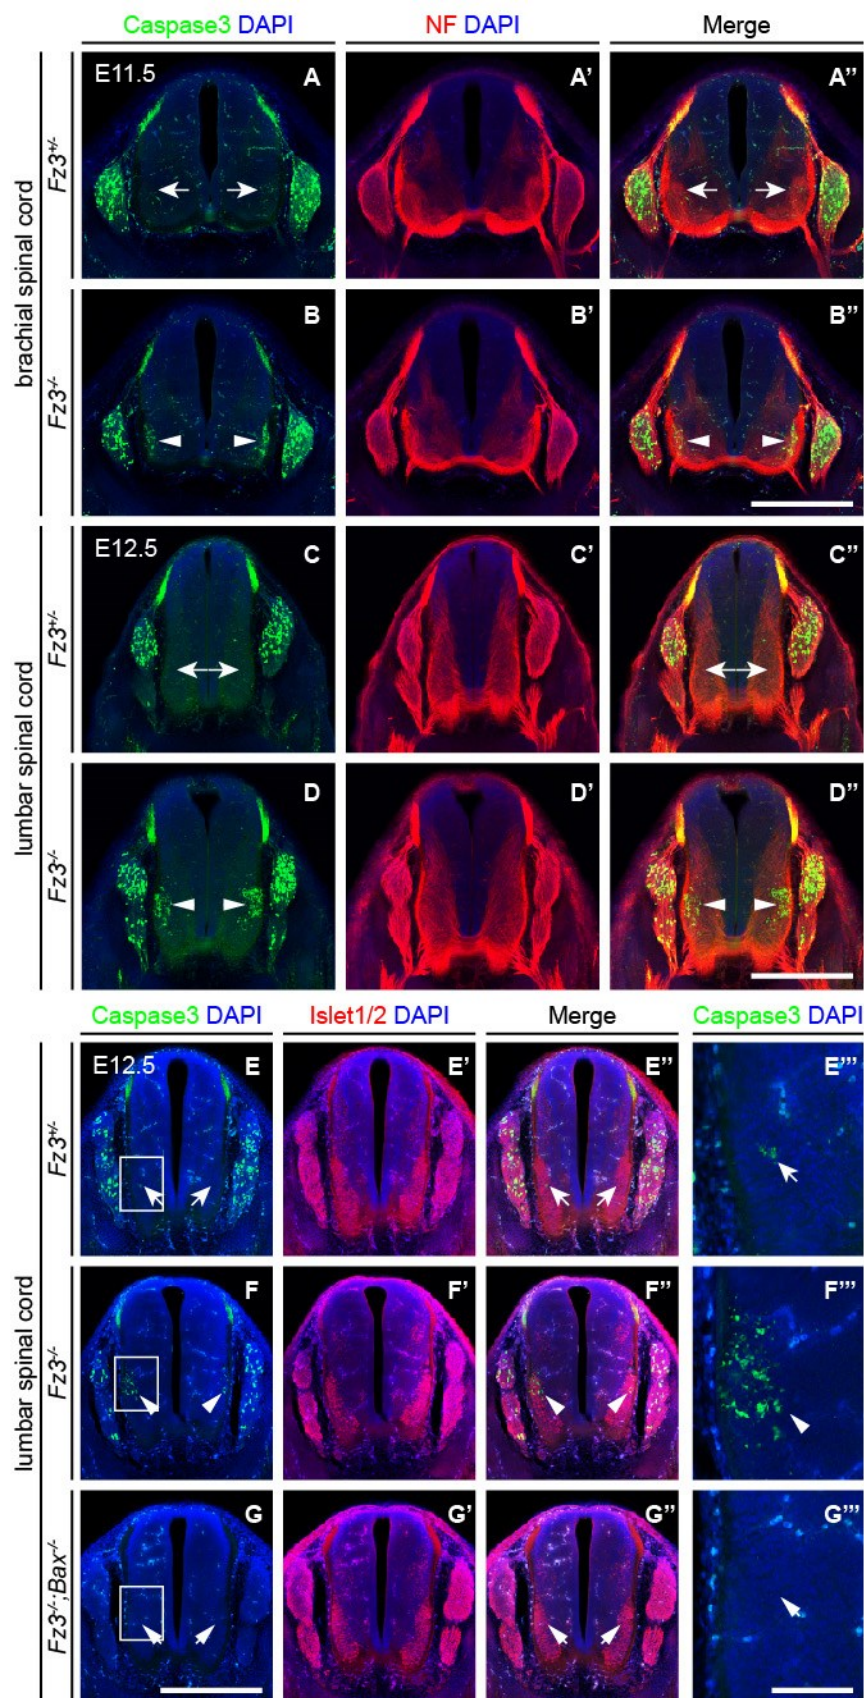 Caspase3 DAPI NF DAPI Merge
brachial spinal cord
Fz3+/-
E11.5 A A' A''
Fz3-/-
B B' B''
lumbar spinal cord
Fz3+/-
E12.5 C C' C''
Fz3-/-
D D' D''
Caspase3 DAPI Islet1/2 DAPI Merge Caspase3 DAPI
lumbar spinal cord
Fz3+/-
E12.5 E E' E'' E'''
Fz3-/-
F F' F'' F'''
Fz3-/-;Bax-/-
G G' G'' G'''